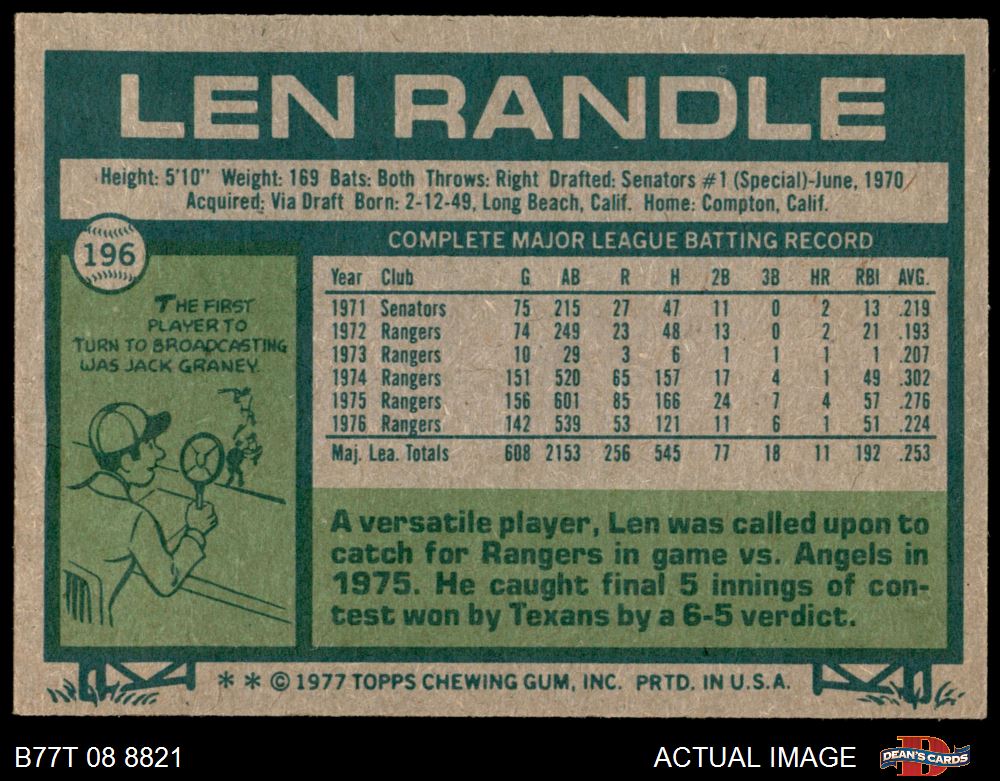 LEN RANDLE
Height: 5'10" Weight: 169 Bats: Both Throws: Right Drafted: Senators #1 (Special)-June, 1970
Acquired: Via Draft Born: 2-12-49, Long Beach, Calif. Home: Compton, Calif.
196
THE FIRST
PLAYER TO
TURN TO BROADCASTING
WAS JACK GRANEY.
COMPLETE MAJOR LEAGUE BATTING RECORD
Year Club G AB R H 2B 3B HR RBI AVG.
1971 Senators 75 215 27 47 11 0 2 13 .219
1972 Rangers 74 249 23 48 13 0 2 21 .193
1973 Rangers 10 29 3 6 1 1 1 1 .207
1974 Rangers 151 520 65 157 17 4 1 49 .302
1975 Rangers 156 601 85 166 24 7 4 57 .276
1976 Rangers 142 539 53 121 11 6 1 51 .224
Maj. Lea. Totals 608 2153 256 545 77 18 11 192 .253
A versatile player, Len was called upon to
catch for Rangers in game vs. Angels in
1975. He caught final 5 innings of con-
test won by Texans by a 6-5 verdict.
* * © 1977 TOPPS CHEWING GUM, INC. PRTD. IN U.S.A.
B77T 08 8821
ACTUAL IMAGE
DEAN'S CARDS